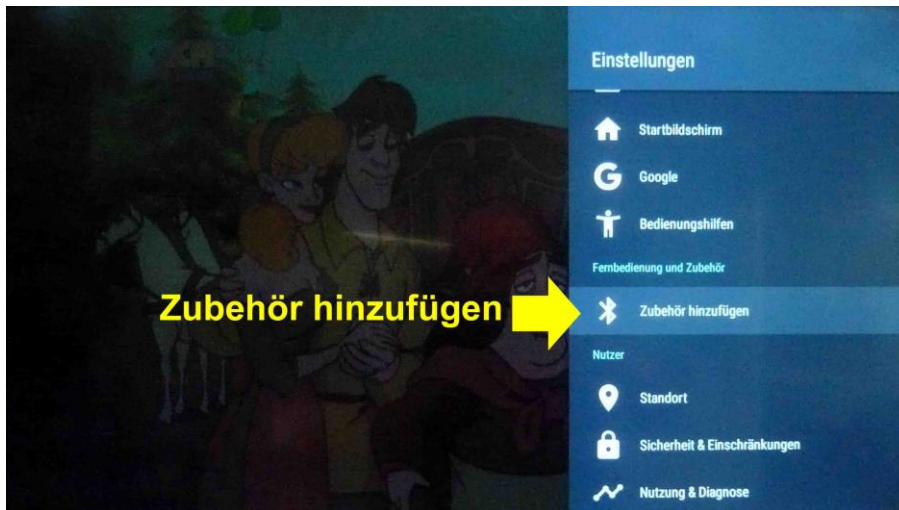 Einstellungen
Startbildschirm
Google
Bedienungshilfen
Fernbedienung und Zubehör
Zubehör hinzufügen
Zubehör hinzufügen
Nutzer
Standort
Sicherheit & Einschränkungen
Nutzung & Diagnose